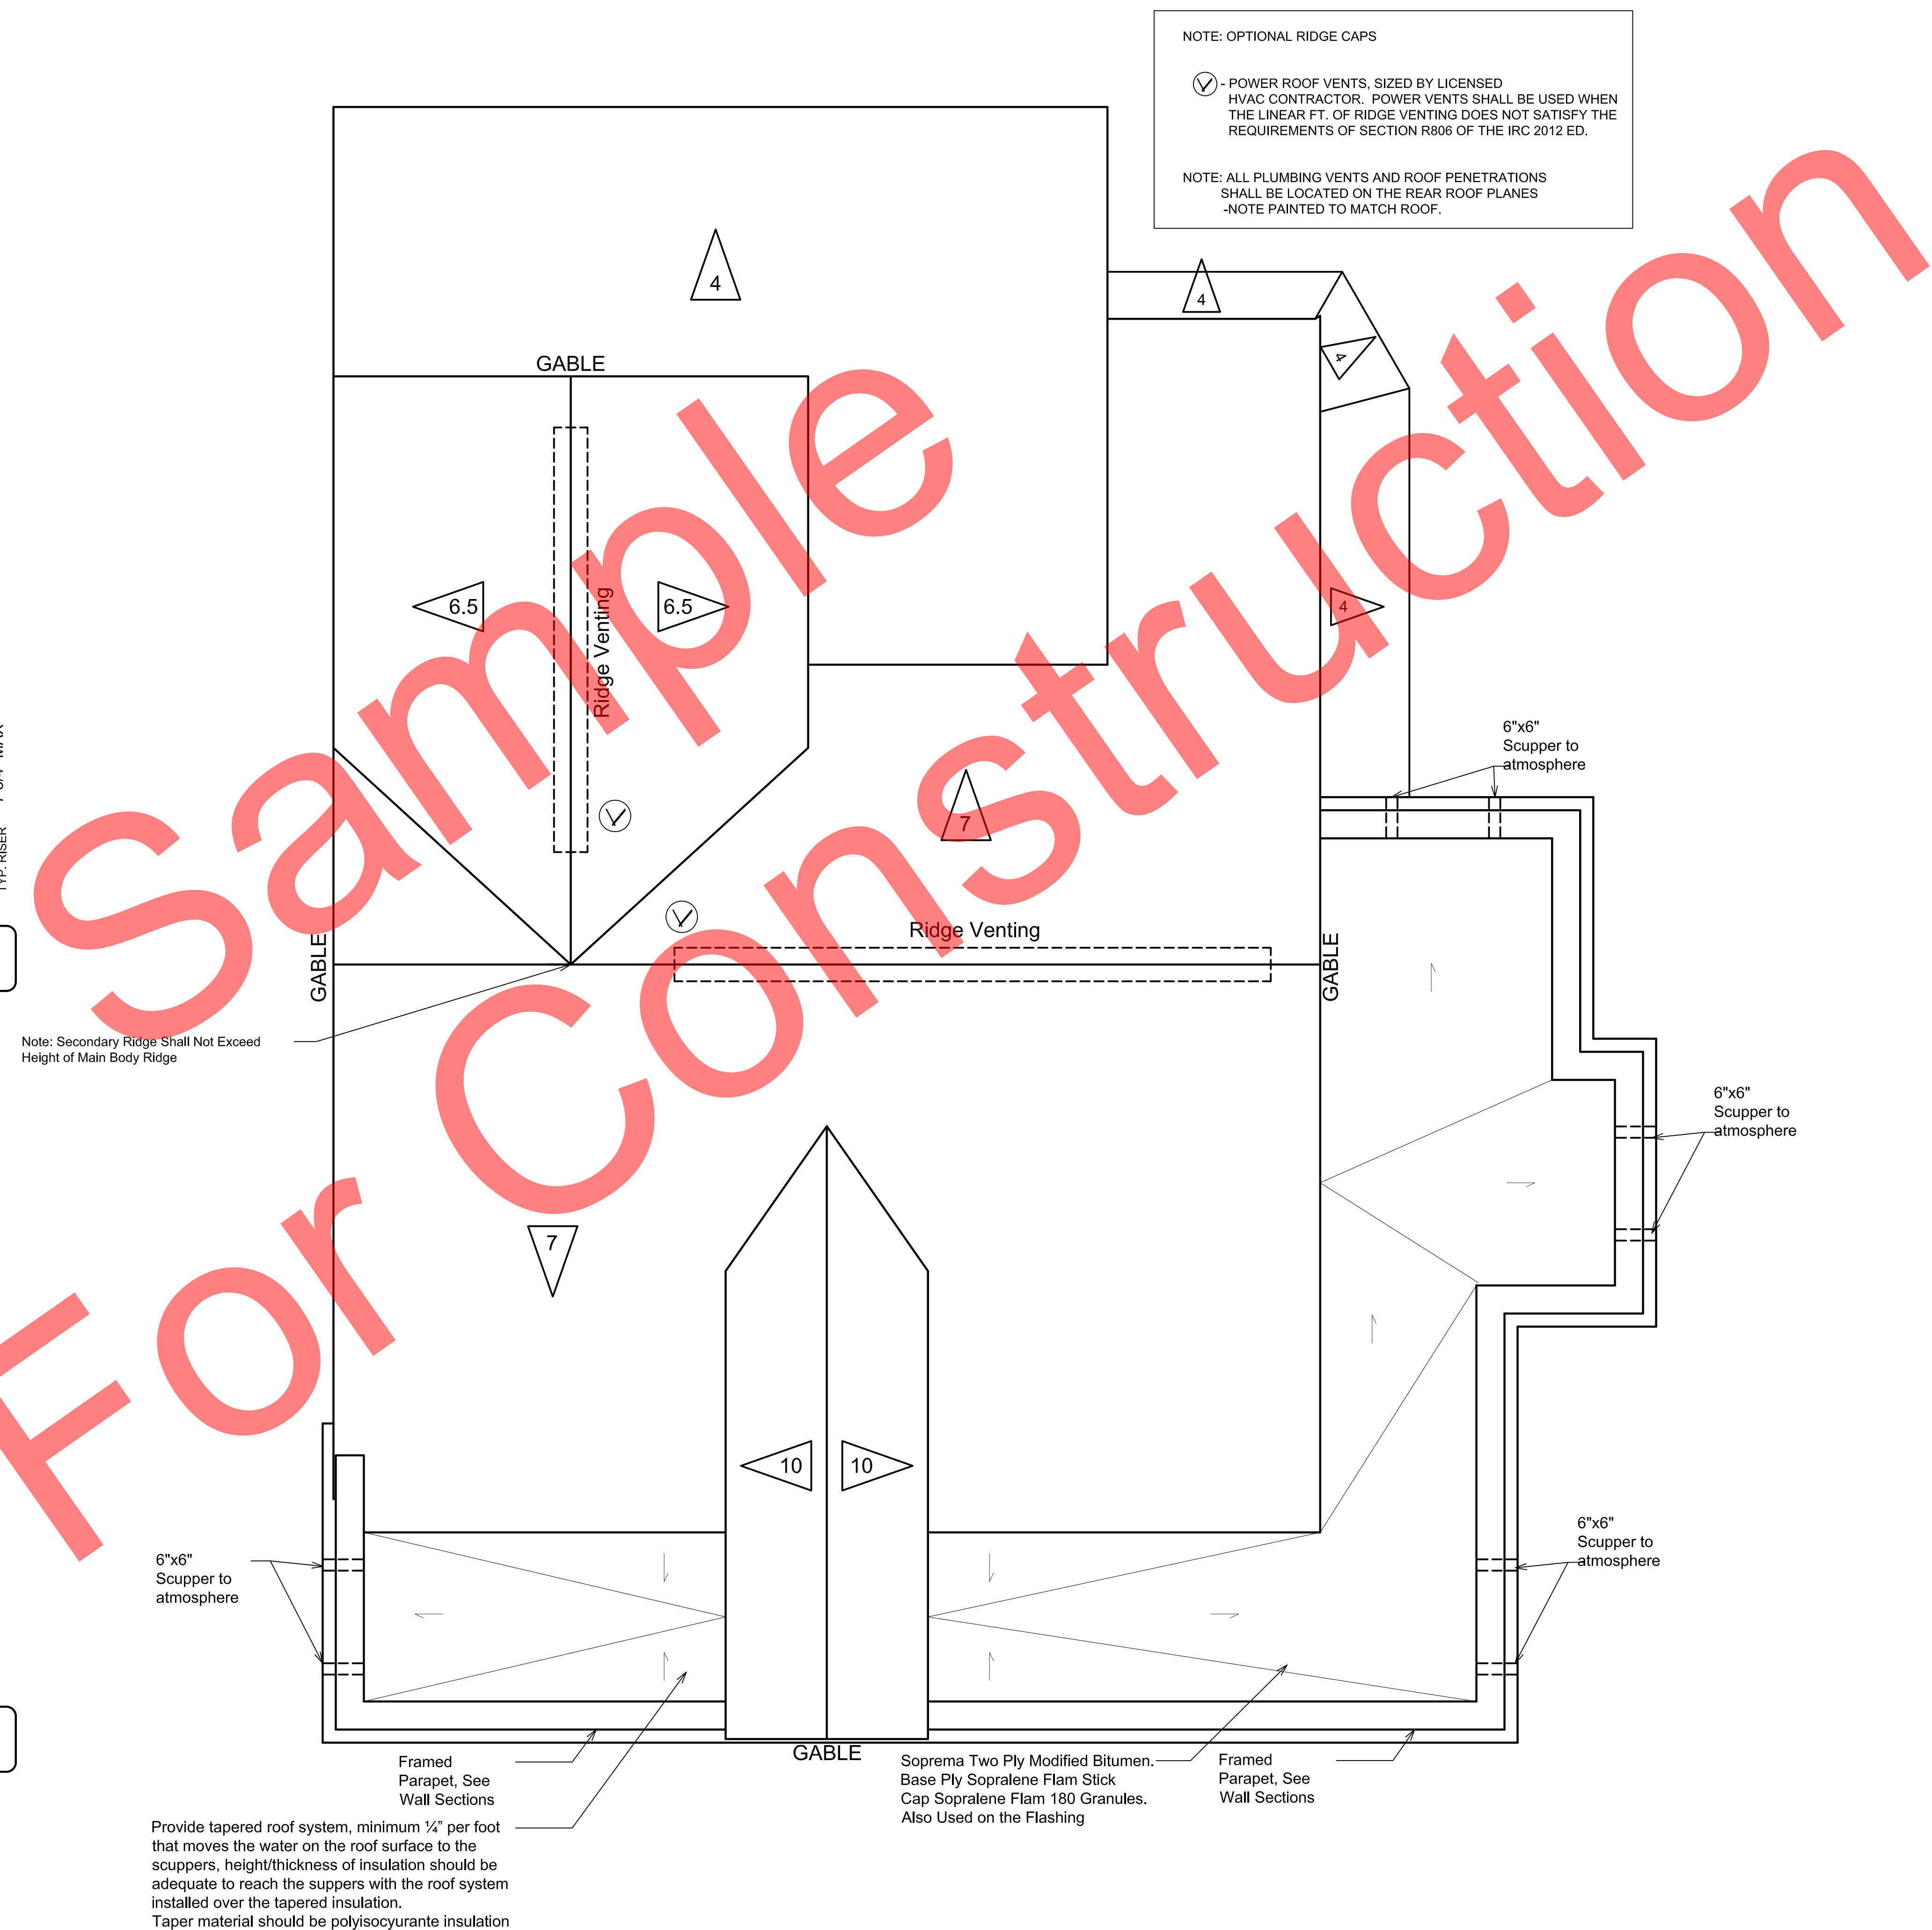 NOTE: OPTIONAL RIDGE CAPS
- POWER ROOF VENTS, SIZED BY LICENSED
HVAC CONTRACTOR. POWER VENTS SHALL BE USED WHEN
THE LINEAR FT. OF RIDGE VENTING DOES NOT SATISFY THE
REQUIREMENTS OF SECTION R806 OF THE IRC 2012 ED.
NOTE: ALL PLUMBING VENTS AND ROOF PENETRATIONS
SHALL BE LOCATED ON THE REAR ROOF PLANES
-NOTE PAINTED TO MATCH ROOF.
4
4
4
GABLE
6.5
6.5
Ridge Venting
4
6"x6"
Scupper to
atmosphere
TYP. RISER
MAX
7
Ridge Venting
GABLE
GABLE
Note: Secondary Ridge Shall Not Exceed
Height of Main Body Ridge
6"x6"
Scupper to
atmosphere
7
10
10
6"x6"
Scupper to
atmosphere
6"x6"
Scupper to
atmosphere
GABLE
Framed
Parapet, See
Wall Sections
Soprema Two Ply Modified Bitumen.
Base Ply Sopralene Flam Stick
Cap Sopralene Flam 180 Granules.
Also Used on the Flashing
Framed
Parapet, See
Wall Sections
Provide tapered roof system, minimum ¼” per foot
that moves the water on the roof surface to the
scuppers, height/thickness of insulation should be
adequate to reach the suppers with the roof system
installed over the tapered insulation.
Taper material should be polyisocyurante insulation
Sample
For Construction